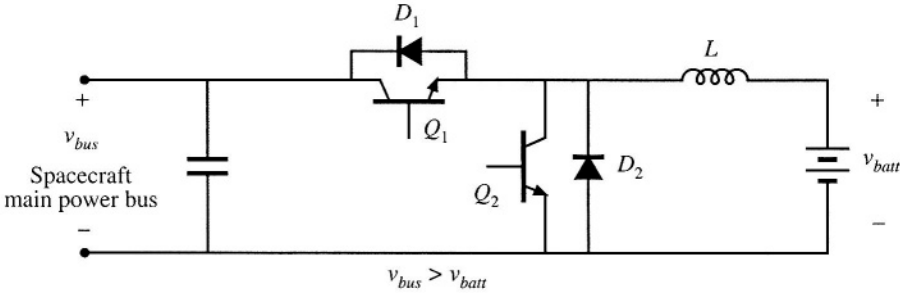 D1
L
+
+
vbus
Q1
Spacecraft
main power bus
Q2
D2
vbatt
−
−
vbus > vbatt